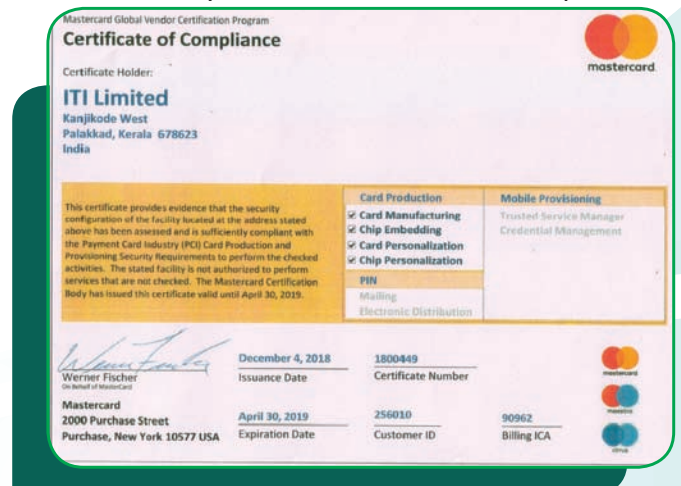 Mastercard Global Vendor Certification Program
Certificate of Compliance
mastercard.
Certificate Holder:
ITI Limited
Kanjikode West
Palakkad, Kerala 678623
India
This certificate provides evidence that the security
configuration of the facility located at the address stated
above has been assessed and is sufficiently compliant with
the Payment Card Industry (PCI) Card Production and
Provisioning Security Requirements to perform the checked
activities. The stated facility is not authorized to perform
services that are not checked. The Mastercard Certification
Body has issued this certificate valid until April 30, 2019.
Card Production
Card Manufacturing
Chip Embedding
Card Personalization
Chip Personalization
PIN
Mailing
Electronic Distribution
Mobile Provisioning
Trusted Service Manager
Credential Management
Werner Fischer
On Behalf of MasterCard
December 4, 2018
Issuance Date
1800449
Certificate Number
mastercard
Mastercard
2000 Purchase Street
Purchase, New York 10577 USA
April 30, 2019
Expiration Date
256010
Customer ID
90962
Billing ICA
maestro
cirrus